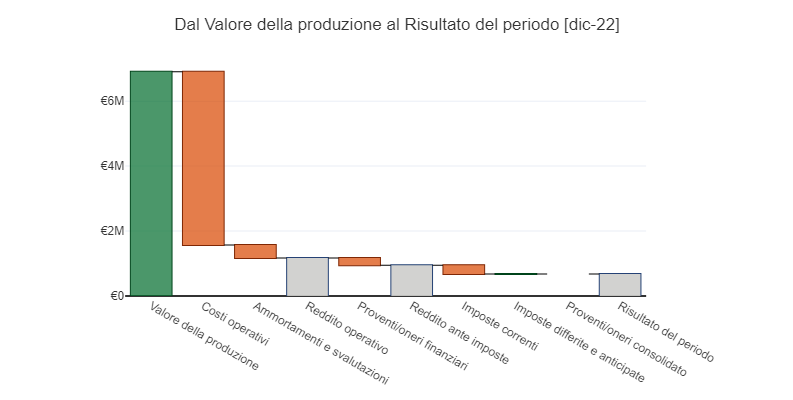 Dal Valore della produzione al Risultato del periodo [dic-22]
€6M
€4M
€2M
€0
Valore della produzione
Costi operativi
Ammortamenti e svalutazioni
Reddito operativo
Proventi/oneri finanziari
Reddito ante imposte
Imposte correnti
Imposte differite e anticipate
Proventi/oneri consolidato
Risultato del periodo